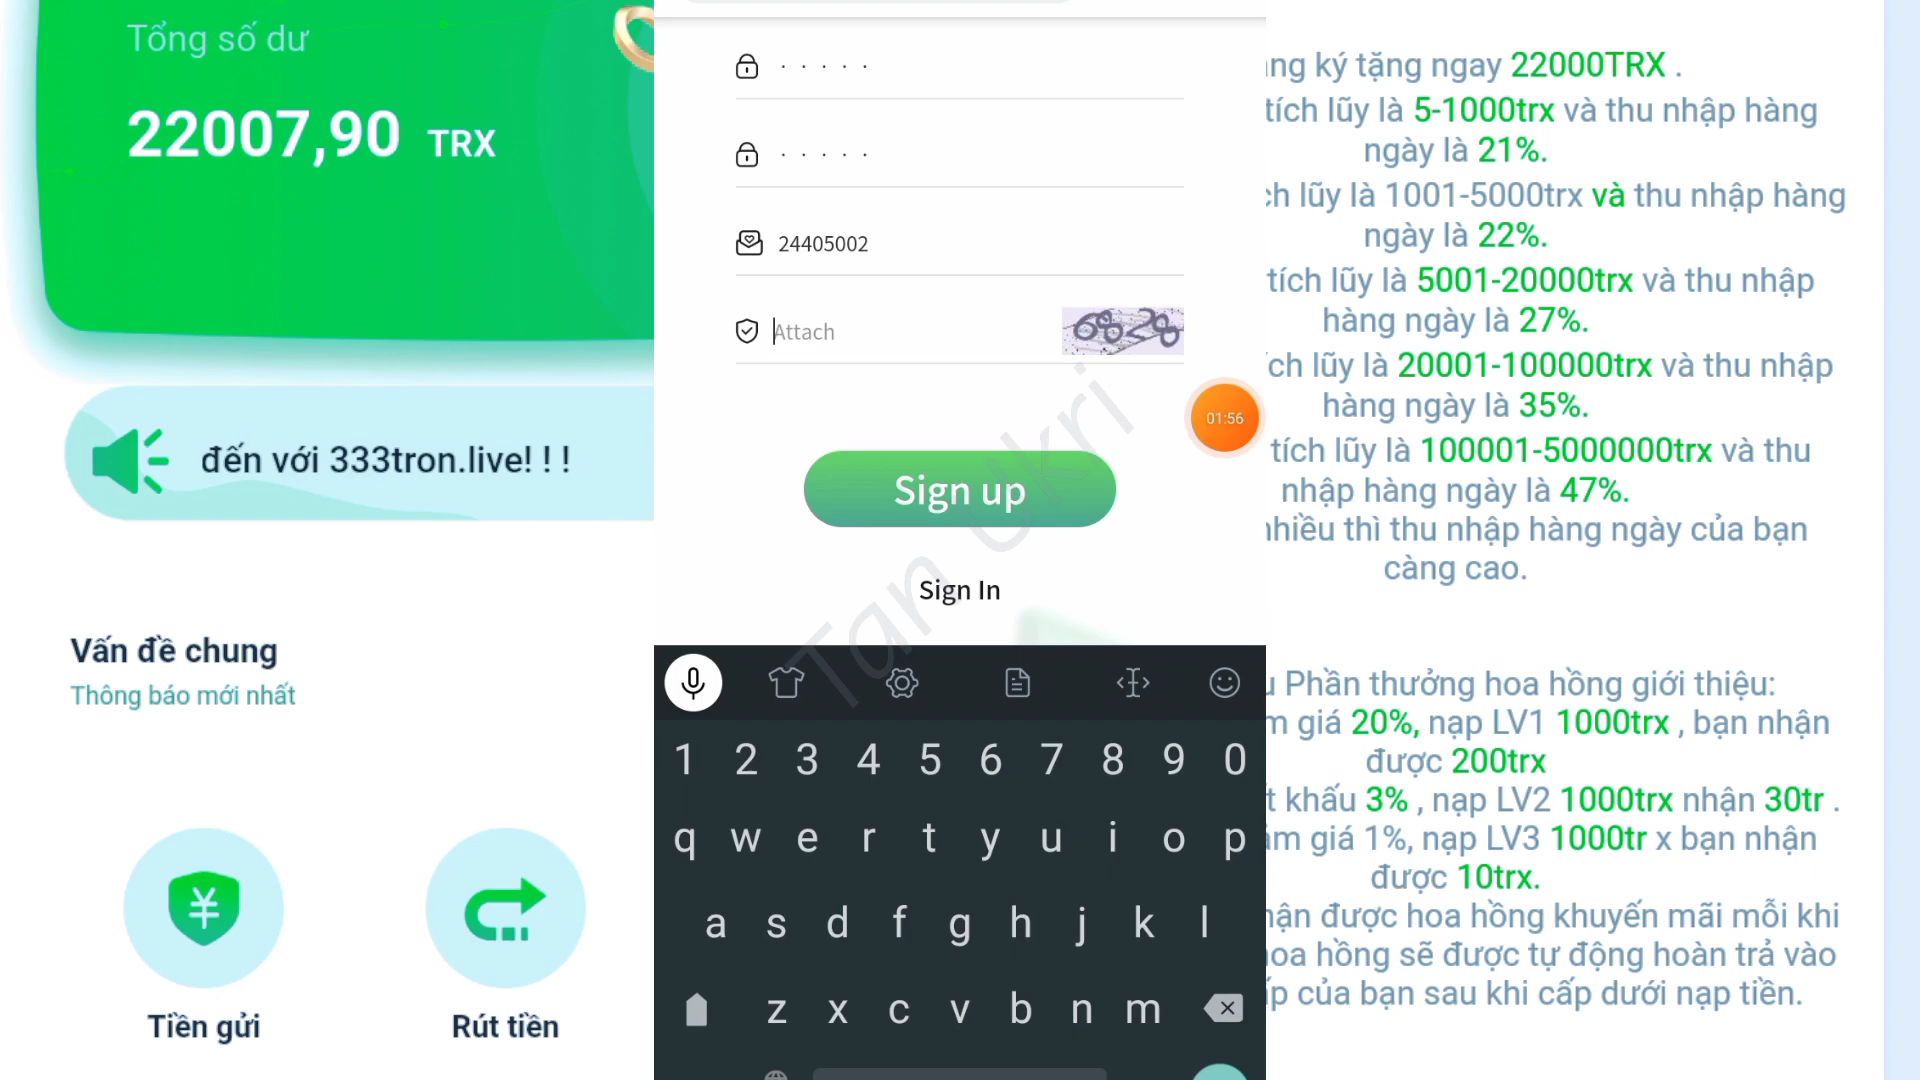 Tổng số dư
22007,90 TRX
đến với 333tron.live! ! !
Vấn đề chung
Thông báo mới nhất
Tiền gửi
Rút tiền
24405002
Attach
6828
01:56
Sign up
Sign In
Tan Ukri
1 2 3 4 5 6 7 8 9 0
q w e r t y u i o p
a s d f g h j k l
z x c v b n m
ký tặng ngay 22000TRX .
tích lũy là 5-1000trx và thu nhập hàng
ngày là 21%.
lũy là 1001-5000trx và thu nhập hàng
ngày là 22%.
tích lũy là 5001-20000trx và thu nhập
hàng ngày là 27%.
lũy là 20001-100000trx và thu nhập
hàng ngày là 35%.
tích lũy là 100001-5000000trx và thu
nhập hàng ngày là 47%.
nhiều thì thu nhập hàng ngày của bạn
càng cao.
Phần thưởng hoa hồng giới thiệu:
giá 20%, nạp LV1 1000trx , bạn nhận
được 200trx
khấu 3% , nạp LV2 1000trx nhận 30tr .
giá 1%, nạp LV3 1000tr x bạn nhận
được 10trx.
được hoa hồng khuyến mãi mỗi khi
hồng sẽ được tự động hoàn trả vào
của bạn sau khi cấp dưới nạp tiền.